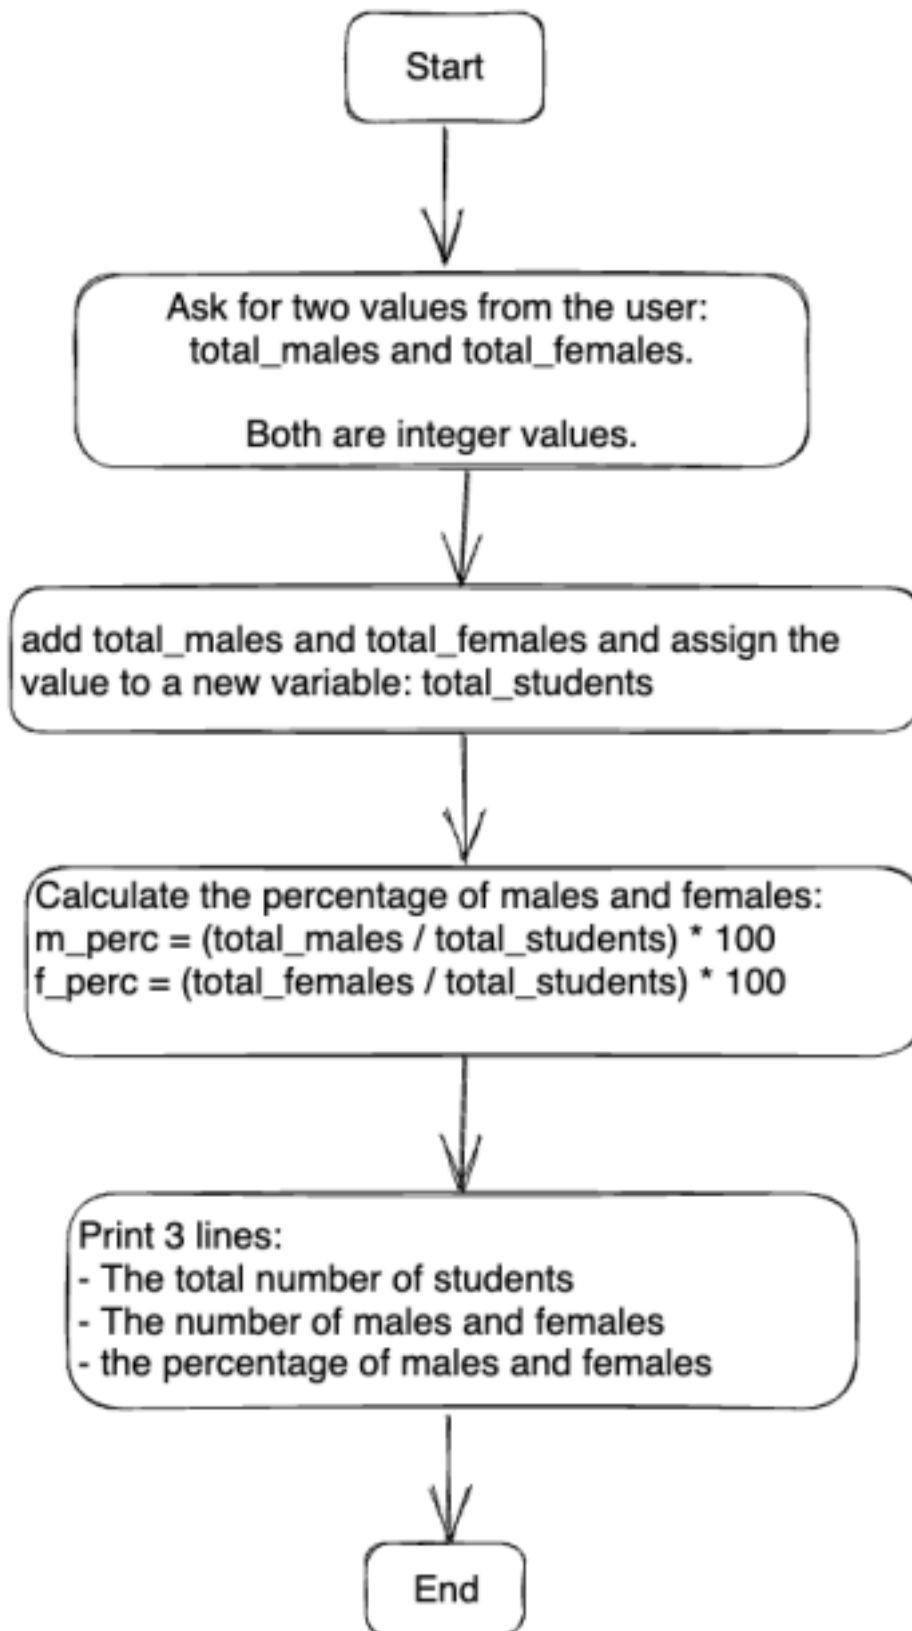 Start
Ask for two values from the user:
total_males and total_females.
Both are integer values.
add total_males and total_females and assign the
value to a new variable: total_students
Calculate the percentage of males and females:
m_perc = (total_males / total_students) * 100
f_perc = (total_females / total_students) * 100
Print 3 lines:
- The total number of students
- The number of males and females
- the percentage of males and females
End